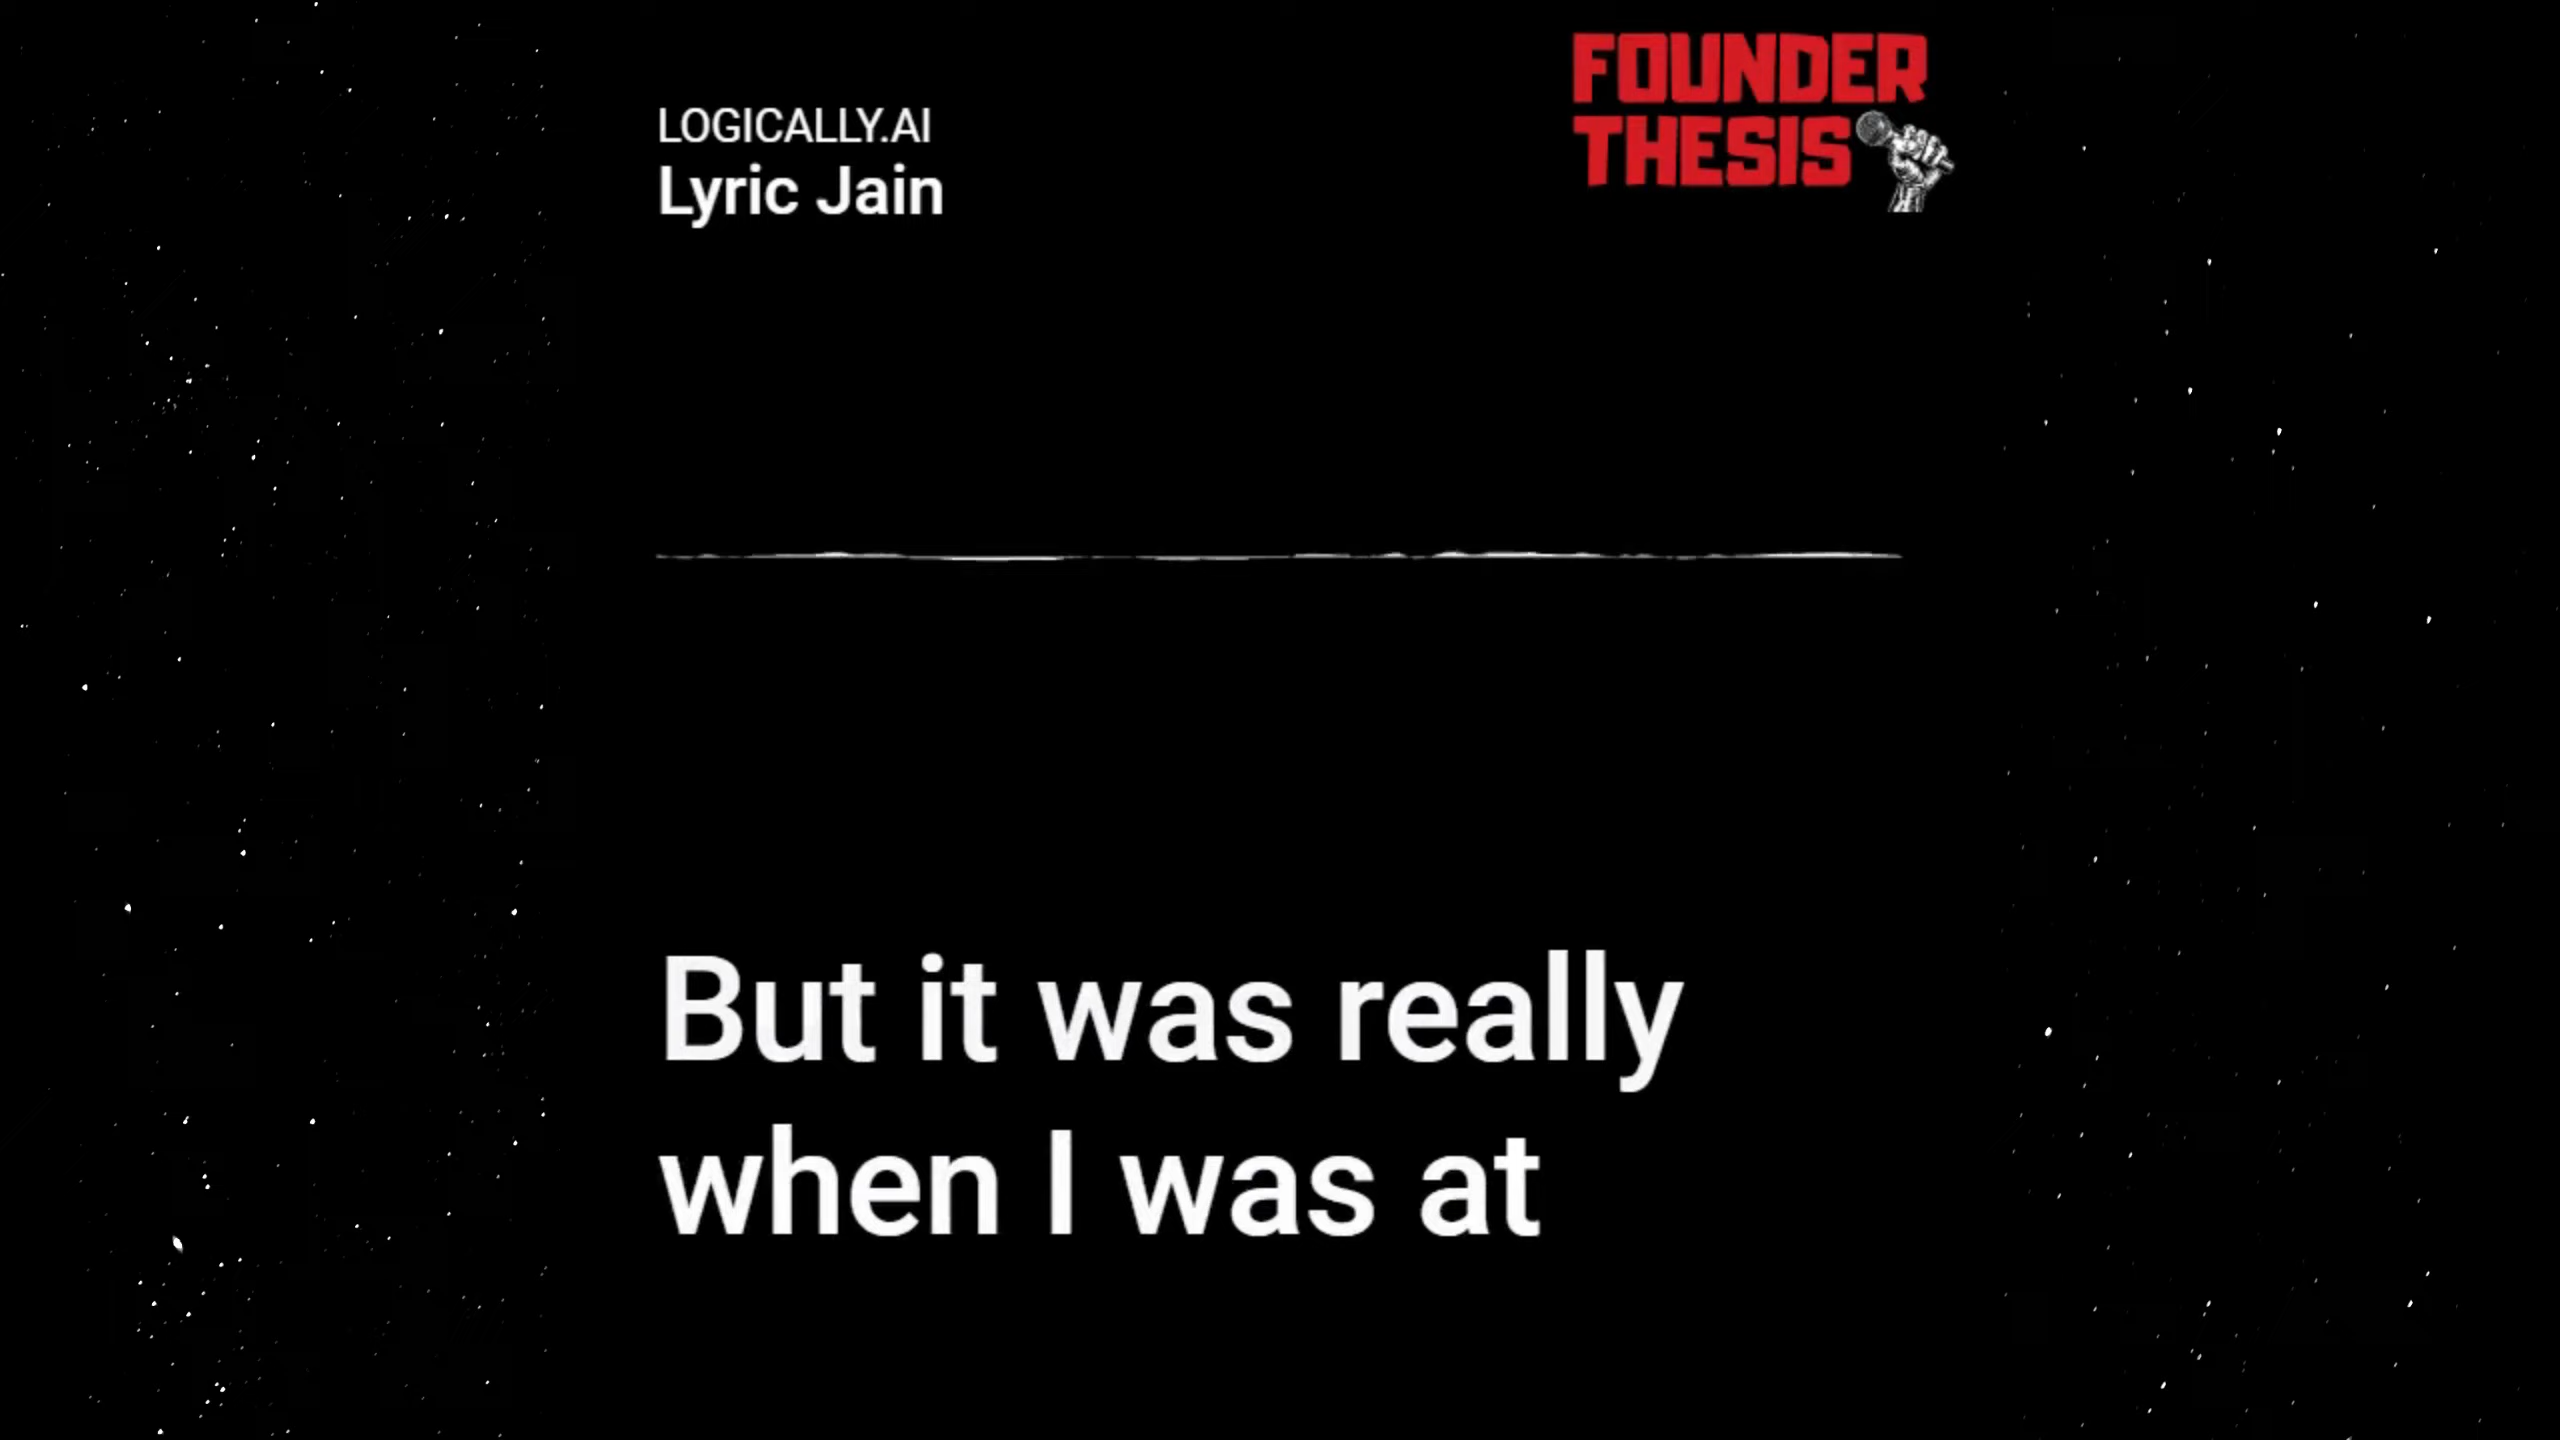 LOGICALLY.AI
Lyric Jain
FOUNDER
THESIS
But it was really
when I was at